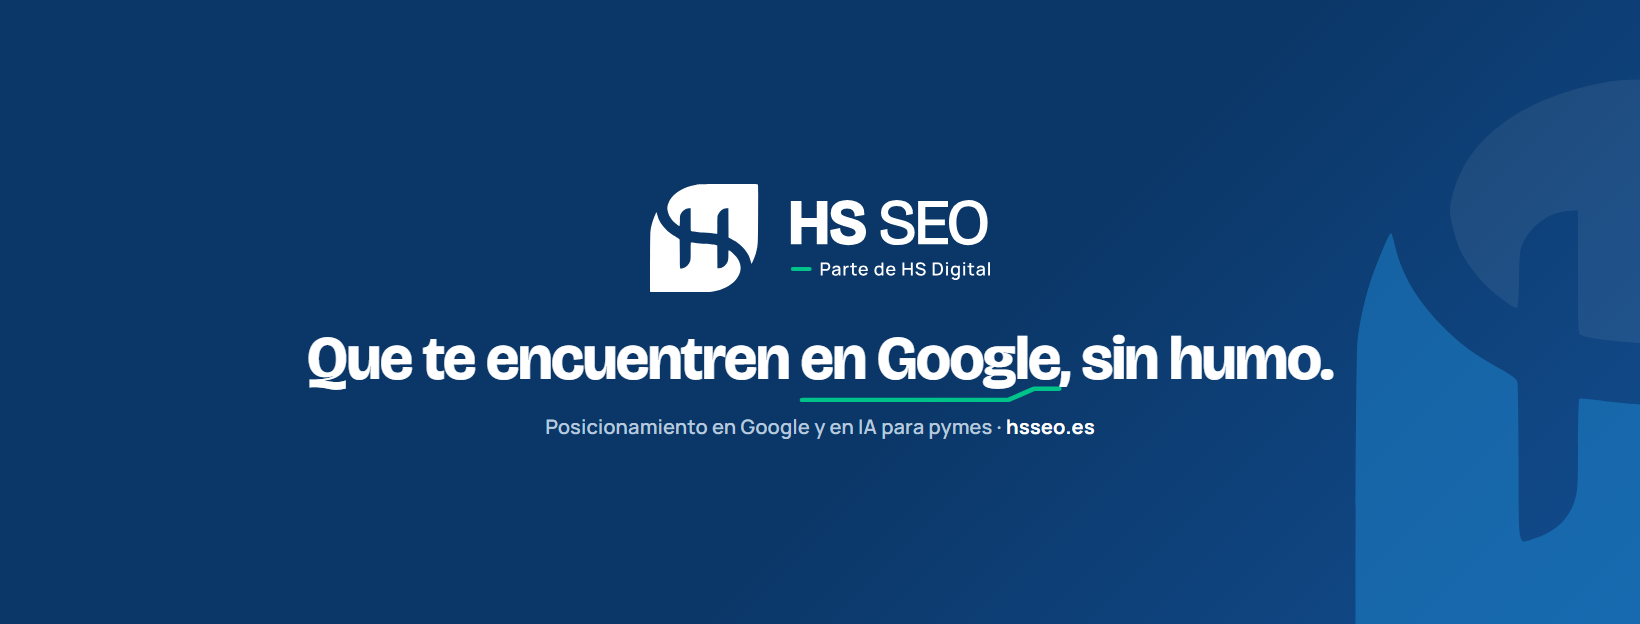 HS SEO
Parte de HS Digital
Que te encuentren en Google, sin humo.
Posicionamiento en Google y en IA para pymes · hsseo.es